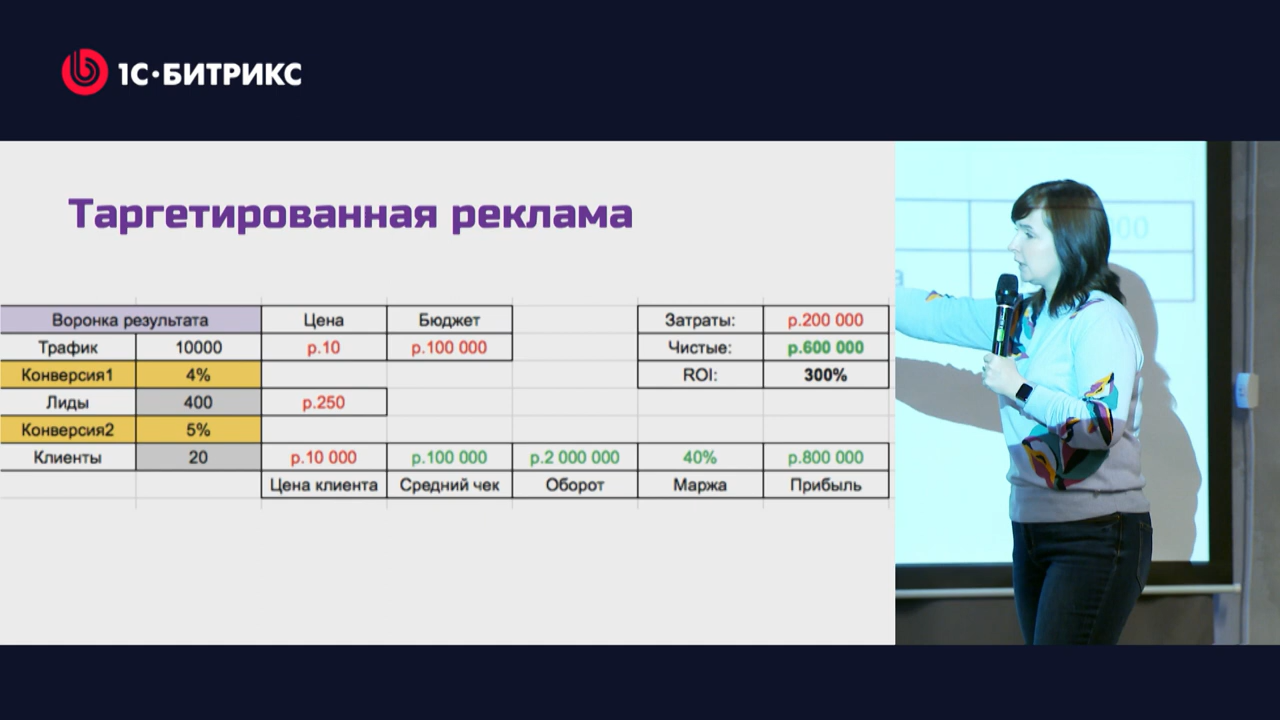 1С·БИТРИКС
Таргетированная реклама
Воронка результата Цена Бюджет Затраты: р.200 000
Трафик 10000 р.10 р.100 000 Чистые: р.600 000
Конверсия1 4% ROI: 300%
Лиды 400 р.250
Конверсия2 5%
Клиенты 20 р.10 000 р.100 000 р.2 000 000 40% р.800 000
Цена клиента Средний чек Оборот Маржа Прибыль